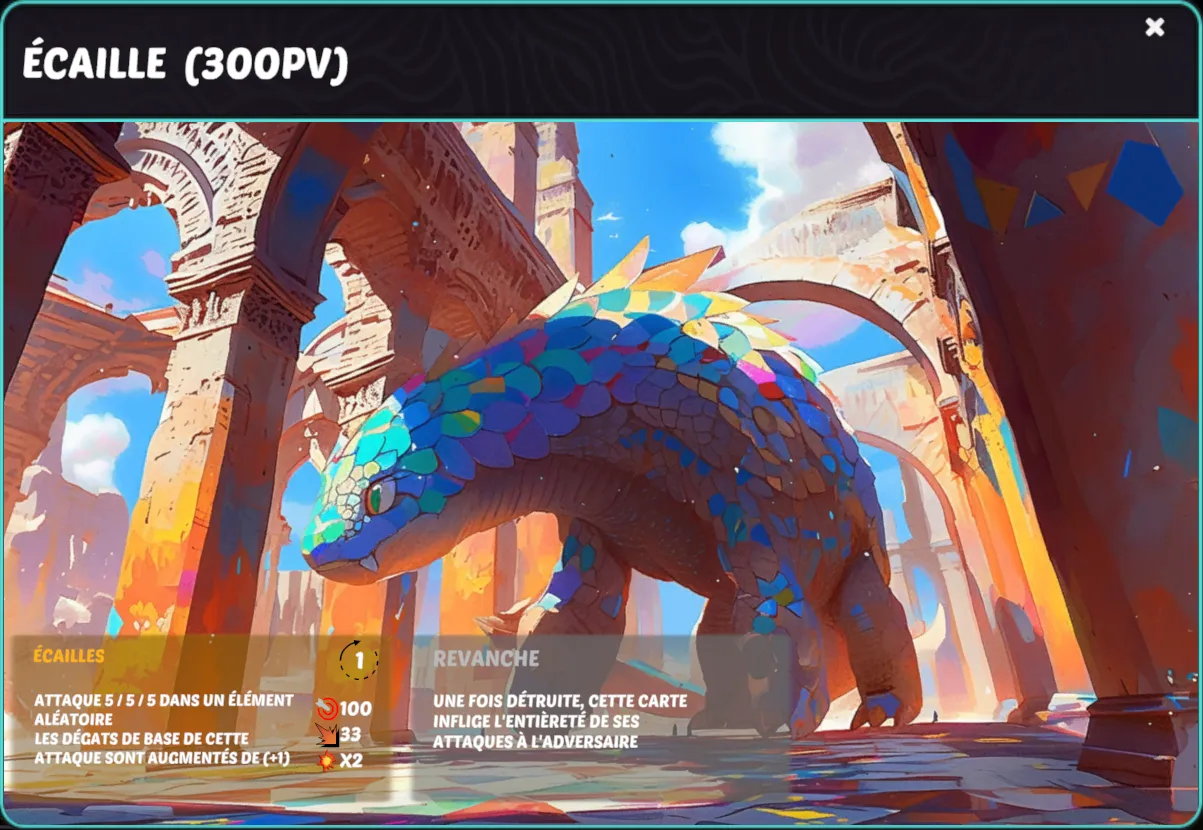 ÉCAILLE (300PV)
ÉCAILLES
1
ATTAQUE 5 / 5 / 5 DANS UN ÉLÉMENT
ALÉATOIRE
LES DÉGATS DE BASE DE CETTE
ATTAQUE SONT AUGMENTÉS DE (+1)
100
33
X2
REVANCHE
UNE FOIS DÉTRUITE, CETTE CARTE
INFLIGE L'ENTIÈRETÉ DE SES
ATTAQUES À L'ADVERSAIRE